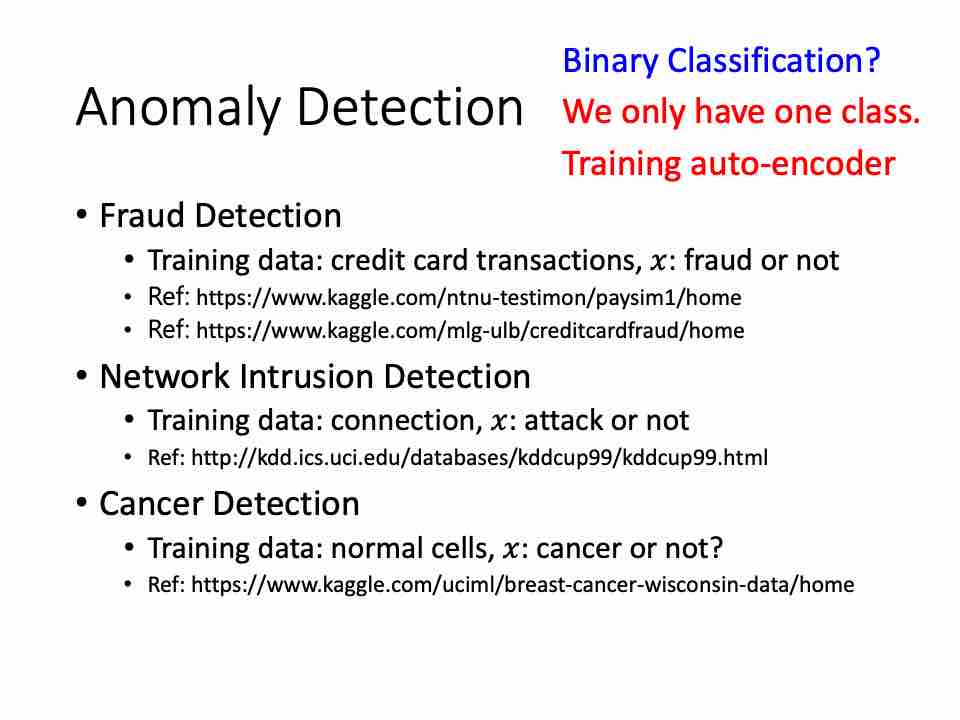 Anomaly Detection
Binary Classification?
We only have one class.
Training auto-encoder
• Fraud Detection
• Training data: credit card transactions, 𝑥: fraud or not
• Ref: https://www.kaggle.com/ntnu-testimon/paysim1/home
• Ref: https://www.kaggle.com/mlg-ulb/creditcardfraud/home
• Network Intrusion Detection
• Training data: connection, 𝑥: attack or not
• Ref: http://kdd.ics.uci.edu/databases/kddcup99/kddcup99.html
• Cancer Detection
• Training data: normal cells, 𝑥: cancer or not?
• Ref: https://www.kaggle.com/uciml/breast-cancer-wisconsin-data/home